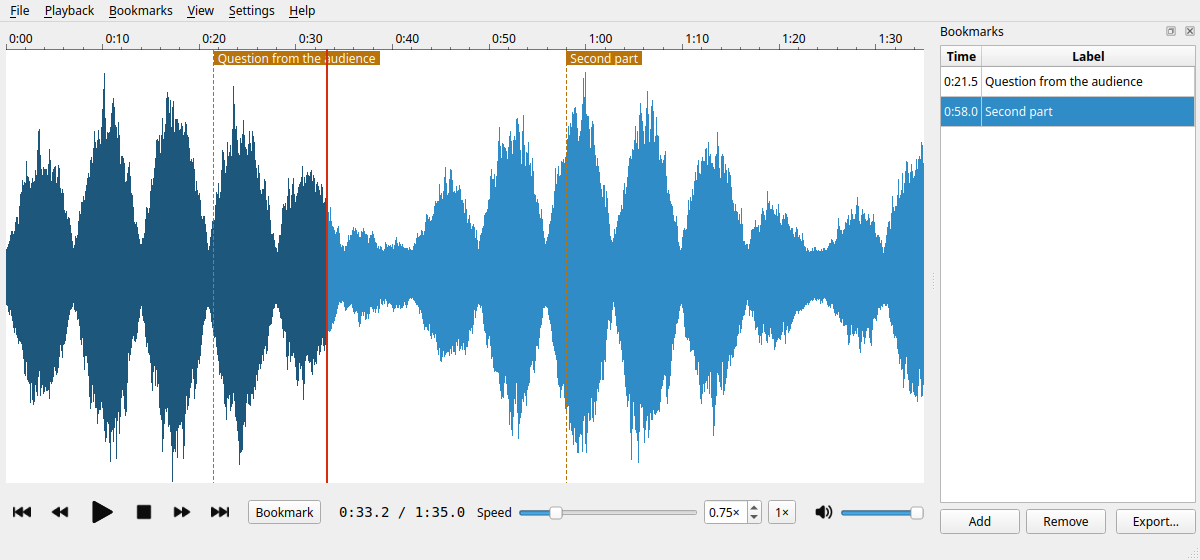 File Playback Bookmarks View Settings Help
0:00 0:10 0:20 0:30 0:40 0:50 1:00 1:10 1:20 1:30
Question from the audience Second part
Bookmarks
Time Label
0:21.5 Question from the audience
0:58.0 Second part
Bookmark 0:33.2 / 1:35.0 Speed 0.75× 1×
Add Remove Export...